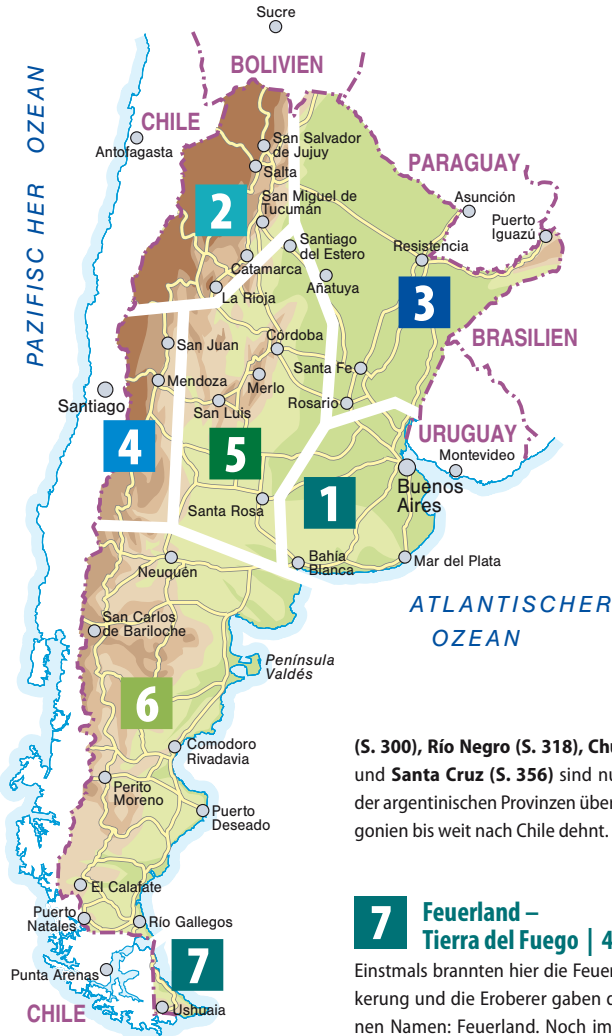 Sucre
BOLIVIEN
PAZIFISC HER OZEAN
CHILE
Antofagasta
San Salvador
de Jujuy
Salta
PARAGUAY
2
San Miguel de
Tucumán
Asunción
Puerto
Iguazú
Santiago
del Estero
Resistencia
Catamarca
Añatuya
La Rioja
3
San Juan
Córdoba
BRASILIEN
Mendoza
Merlo
Santa Fe
Santiago
San Luis
Rosario
4
5
URUGUAY
Montevideo
Buenos
Aires
Santa Rosa
1
Neuquén
Bahía
Blanca
Mar del Plata
ATLANTISCHER
OZEAN
San Carlos
de Bariloche
Península
Valdés
6
Comodoro
Rivadavia
Perito
Moreno
Puerto
Deseado
El Calafate
Puerto
Natales
Río Gallegos
7
Punta Arenas
CHILE
Ushuaia
(S. 300), Río Negro (S. 318), Chu
und Santa Cruz (S. 356) sind nu
der argentinischen Provinzen über
gonien bis weit nach Chile dehnt.
7 Feuerland –
Tierra del Fuego | 4
Einstmals brannten hier die Feuer
kerung und die Eroberer gaben d
nen Namen: Feuerland. Noch im